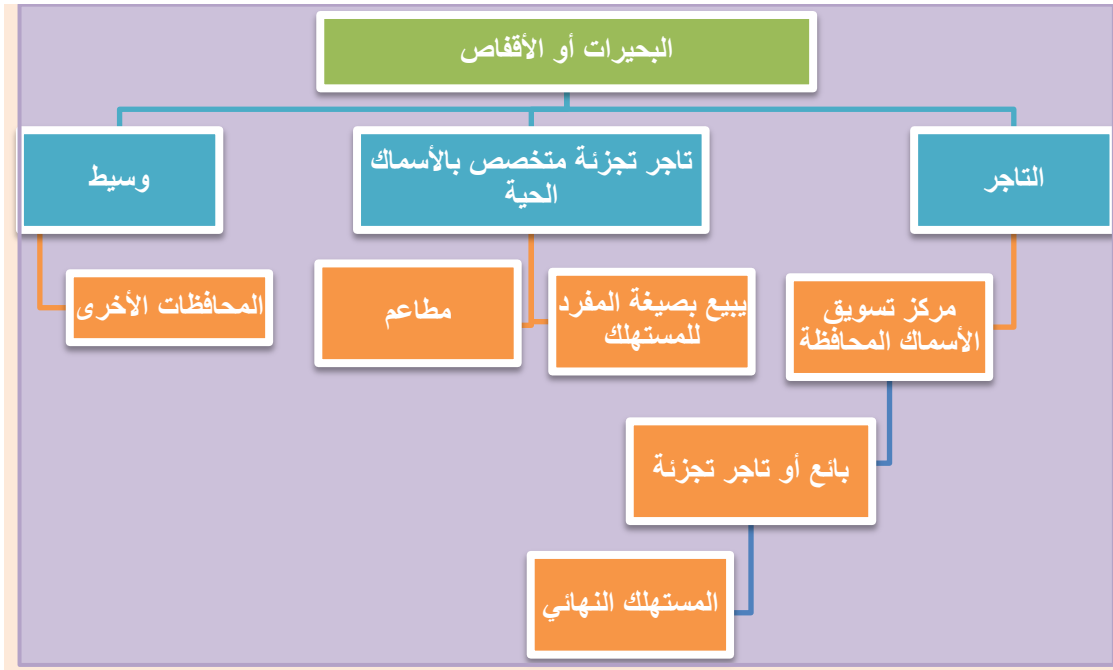 البحيرات أو الأقفاص
التاجر
تاجر تجزئة متخصص بالأسماك
الحية
وسيط
مركز تسويق
الأسماك المحافظة
يبيع بصيغة المفرد
للمستهلك
مطاعم
المحافظات الأخرى
بائع أو تاجر تجزئة
المستهلك النهائي